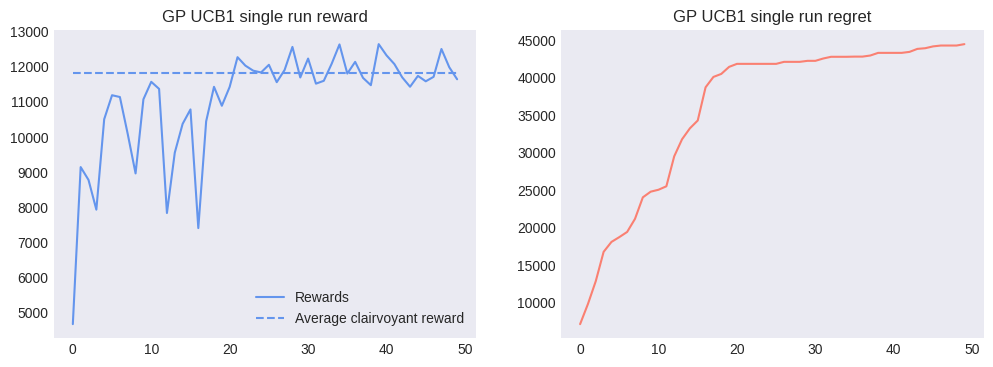 GP UCB1 single run reward
13000
12000
11000
10000
9000
8000
7000
6000
5000
Rewards
Average clairvoyant reward
0 10 20 30 40 50
GP UCB1 single run regret
45000
40000
35000
30000
25000
20000
15000
10000
0 10 20 30 40 50